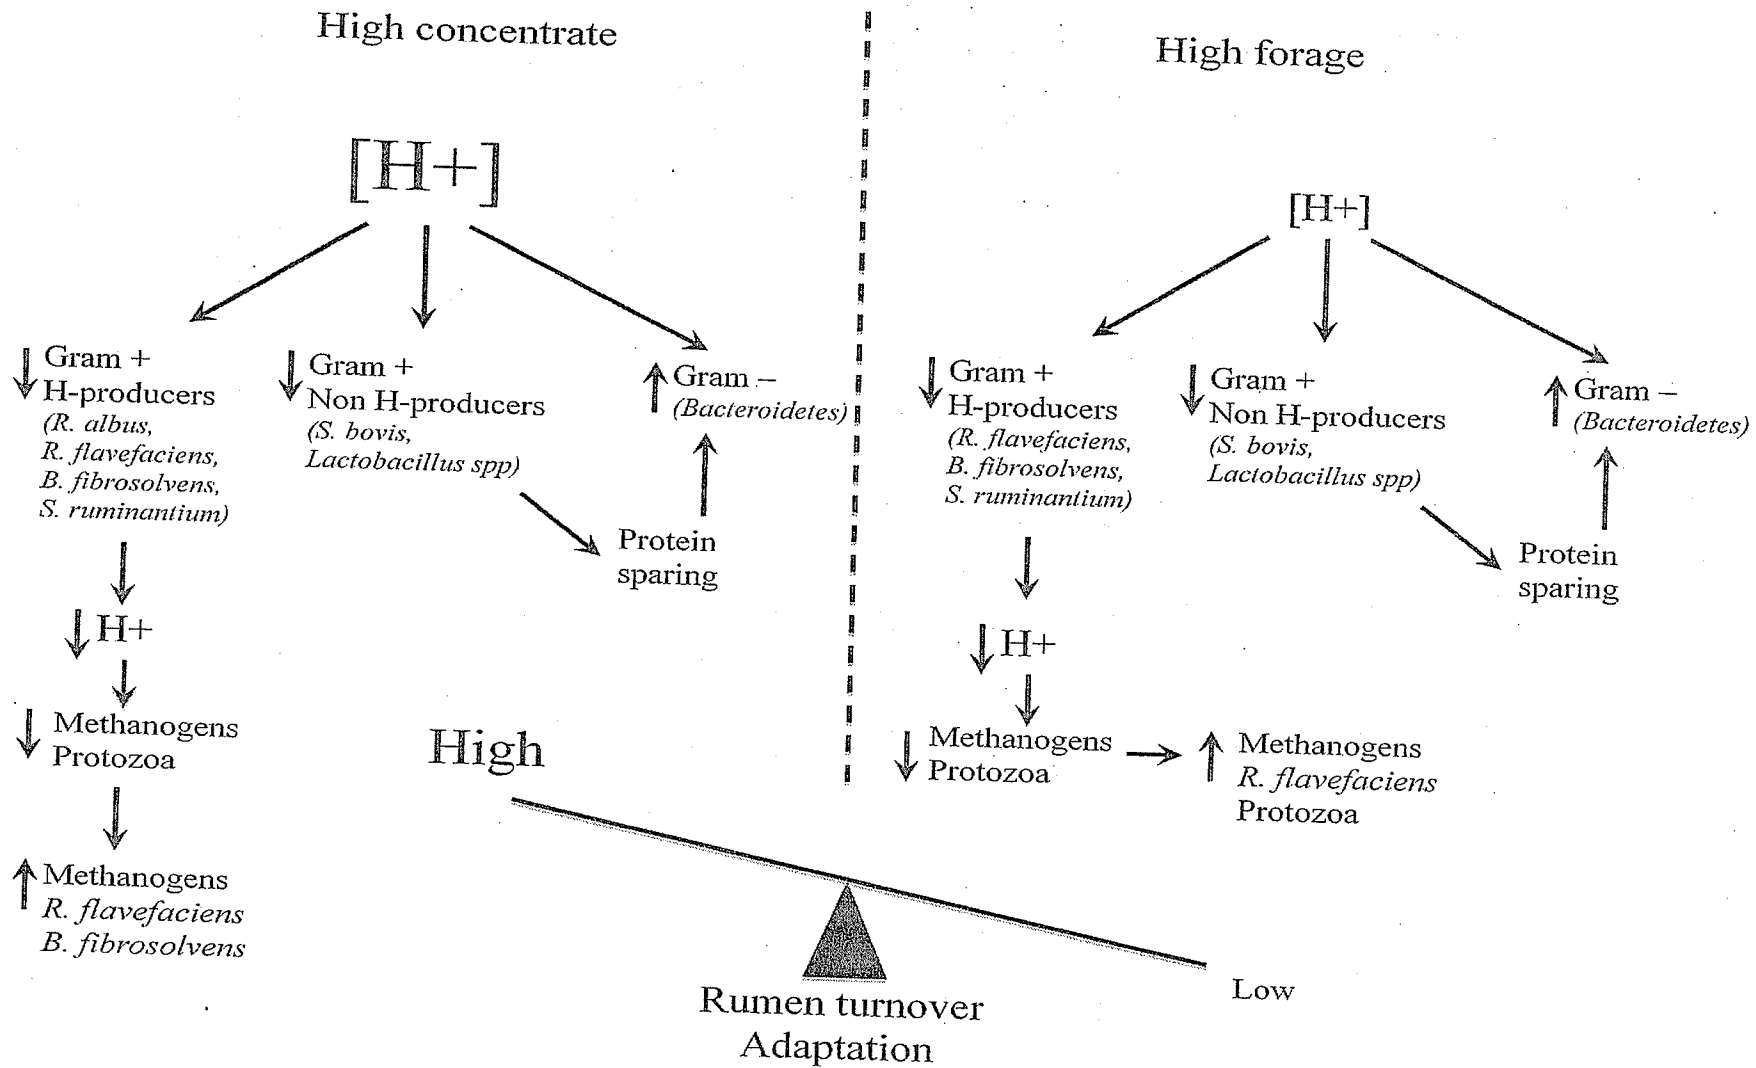 High concentrate
[H+]
Gram +
H-producers
(R. albus,
R. flavefaciens,
B. fibrosolvens,
S. ruminantium)
Gram +
Non H-producers
(S. bovis,
Lactobacillus spp)
Gram –
(Bacteroidetes)
Protein
sparing
H+
Methanogens
Protozoa
Methanogens
R. flavefaciens
B. fibrosolvens
High forage
[H+]
Gram +
H-producers
(R. flavefaciens,
B. fibrosolvens,
S. ruminantium)
Gram +
Non H-producers
(S. bovis,
Lactobacillus spp)
Gram –
(Bacteroidetes)
Protein
sparing
H+
Methanogens
Protozoa
Methanogens
R. flavefaciens
Protozoa
High
Low
Rumen turnover
Adaptation